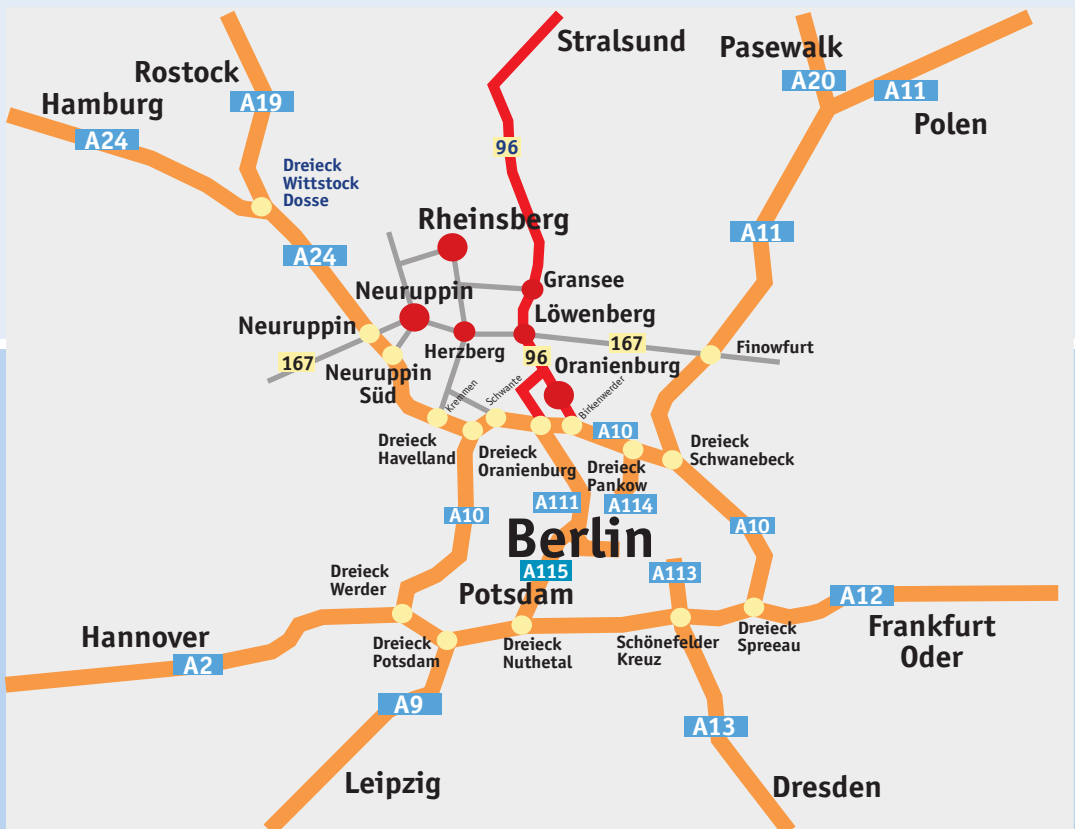 Stralsund
Pasewalk
Rostock
A20
Hamburg
A19
A11
A24
Polen
96
Dreieck
Wittstock
Dosse
Rheinsberg
A11
A24
Gransee
Neuruppin
Löwenberg
Neuruppin
167
Finowfurt
Herzberg
96
167
Oranienburg
Neuruppin
Süd
Kremmen
Schwante
Birkenwerder
A10
Dreieck
Havelland
Dreieck
Oranienburg
Dreieck
Pankow
Dreieck
Schwanebeck
A111
A114
A10
A10
Berlin
A115
A113
Dreieck
Werder
Potsdam
A12
Hannover
Dreieck
Potsdam
Dreieck
Nuthetal
Schönefelder
Kreuz
Dreieck
Spreeau
Frankfurt
Oder
A2
A9
A13
Leipzig
Dresden